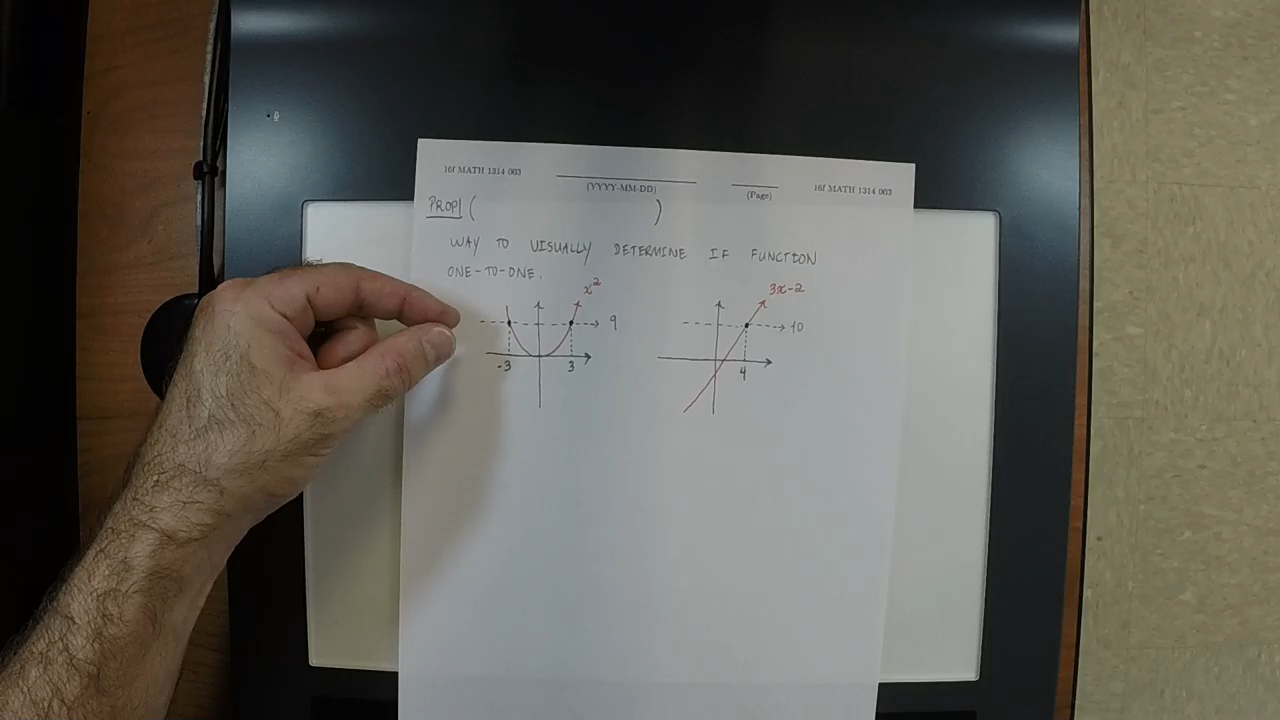 16f MATH 1314 003
(YYYY-MM-DD)
(Page)
16f MATH 1314 003
PROP| ( )
WAY TO VISUALLY DETERMINE IF FUNCTION
ONE-TO-ONE.
x²
3x-2
9
10
-3
3
4